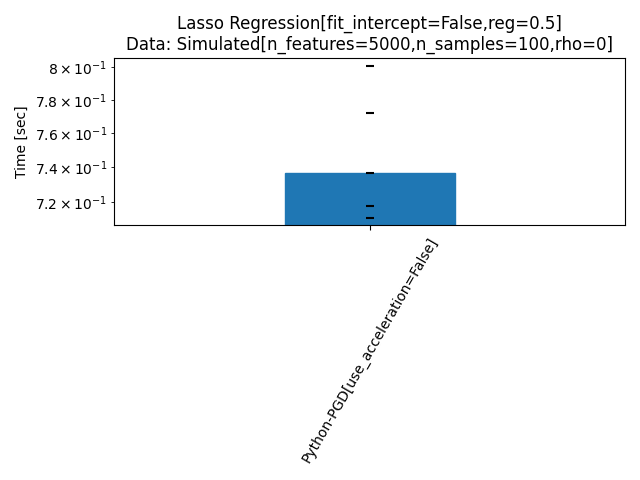 Lasso Regression[fit_intercept=False,reg=0.5]
Data: Simulated[n_features=5000,n_samples=100,rho=0]
Time [sec]
8 × 10⁻¹
7.8 × 10⁻¹
7.6 × 10⁻¹
7.4 × 10⁻¹
7.2 × 10⁻¹
Python-PGD[use_acceleration=False]